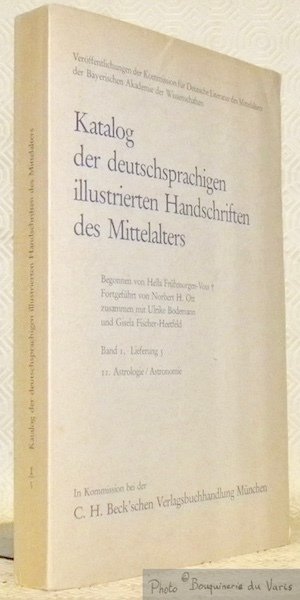 Veröffentlichungen der Kommission für Deutsche Literatur des Mittelalters
der Bayerischen Akademie der Wissenschaften
Katalog
der deutschsprachigen
illustrierten Handschriften
des Mittelalters
Begonnen von Hella Frühmorgen-Voss †
Fortgeführt von Norbert H. Ott
zusammen mit Ulrike Bodemann
und Gisela Fischer-Heetfeld
Band 1, Lieferung 5
11. Astrologie/Astronomie
In Kommission bei der
C. H. Beck'schen Verlagsbuchhandlung München
Katalog der deutschsprachigen illustrierten Handschriften des Mittelalters
Photo © Bouquinerie du Varis